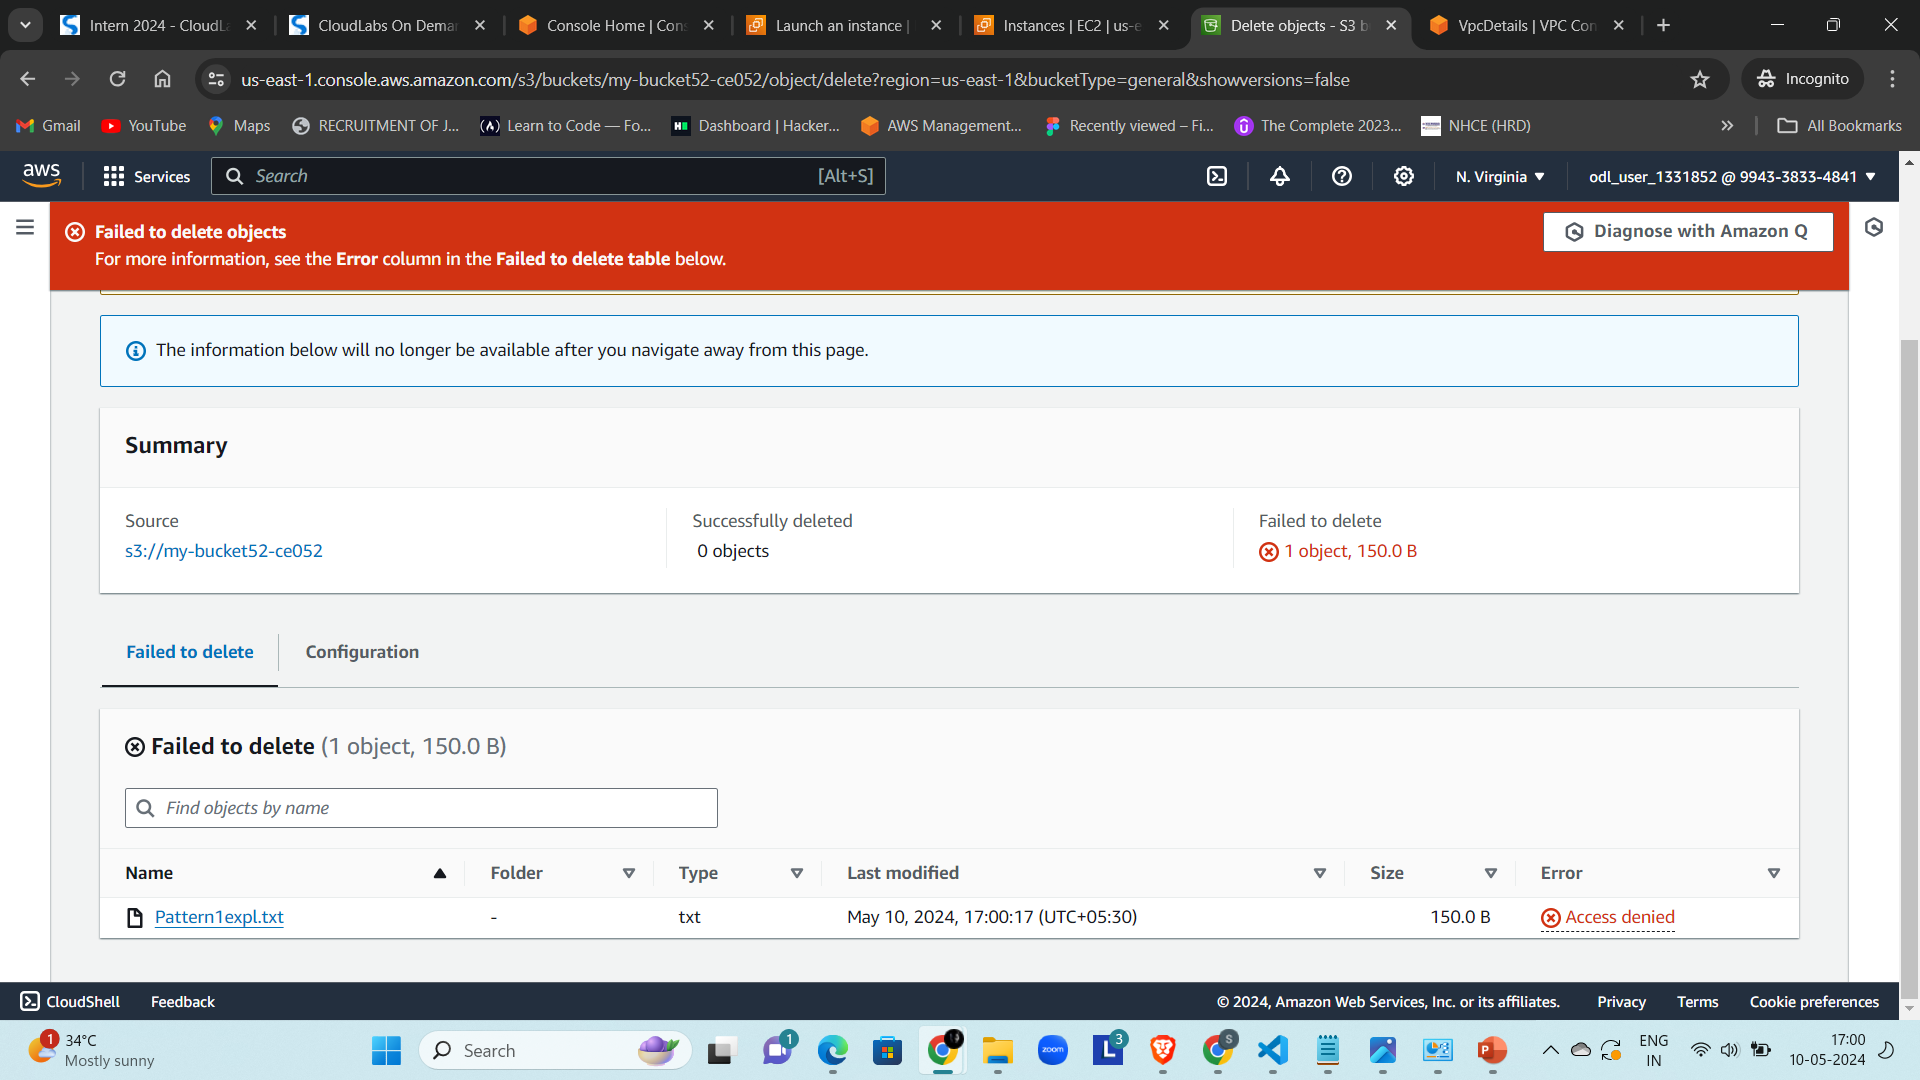 Intern 2024 - CloudLa
CloudLabs On Deman
Console Home | Cons
Launch an instance |
Instances | EC2 | us-e
Delete objects - S3 b
VpcDetails | VPC Con
us-east-1.console.aws.amazon.com/s3/buckets/my-bucket52-ce052/object/delete?region=us-east-1&bucketType=general&showversions=false
Incognito
Gmail
YouTube
Maps
RECRUITMENT OF J...
Learn to Code — Fo...
Dashboard | Hacker...
AWS Management...
Recently viewed – Fi...
The Complete 2023...
NHCE (HRD)
All Bookmarks
aws
Services
Search
[Alt+S]
N. Virginia
odl_user_1331852 @ 9943-3833-4841
Failed to delete objects
For more information, see the Error column in the Failed to delete table below.
Diagnose with Amazon Q
The information below will no longer be available after you navigate away from this page.
Summary
Source
s3://my-bucket52-ce052
Successfully deleted
0 objects
Failed to delete
1 object, 150.0 B
Failed to delete
Configuration
Failed to delete (1 object, 150.0 B)
Find objects by name
Name
Folder
Type
Last modified
Size
Error
Pattern1expl.txt
-
txt
May 10, 2024, 17:00:17 (UTC+05:30)
150.0 B
Access denied
CloudShell
Feedback
© 2024, Amazon Web Services, Inc. or its affiliates.
Privacy
Terms
Cookie preferences
1
34°C
Mostly sunny
Search
1
zoom
L
3
S
P
ENG
IN
17:00
10-05-2024